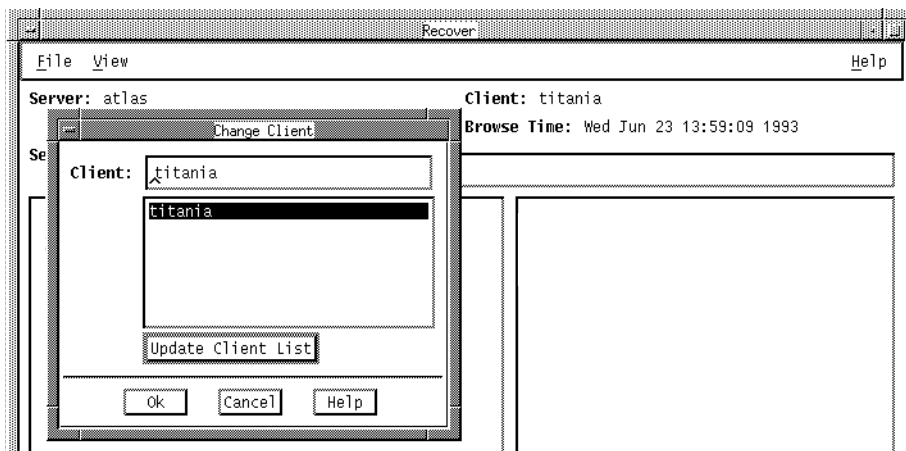 Recover
File View Help
Server: atlas Client: titania
Browse Time: Wed Jun 23 13:59:09 1993
Se
Change Client
Client: titania
titania
Update Client List
Ok Cancel Help